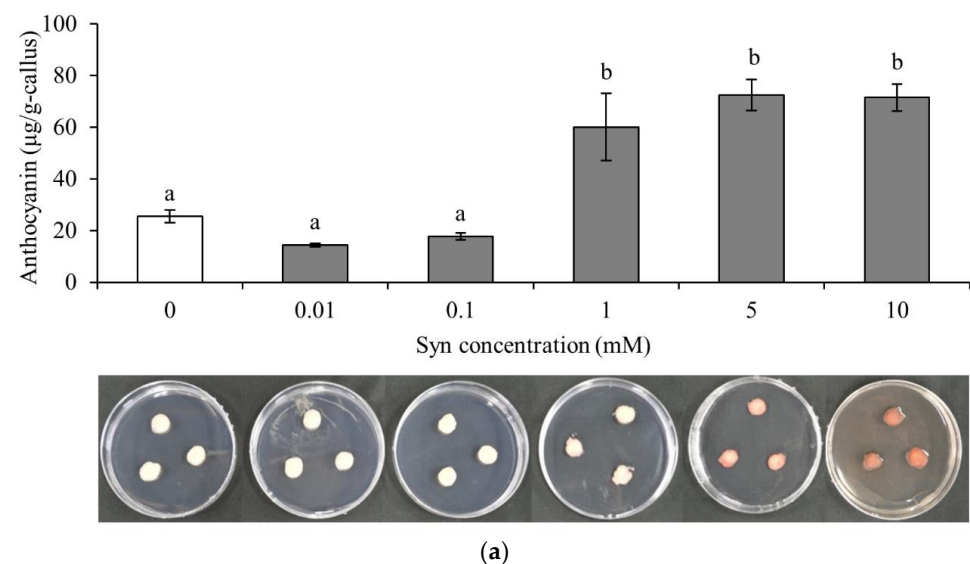 Anthocyanin (µg/g-callus)
100
80
60
40
20
0
a
a
a
b
b
b
0 0.01 0.1 1 5 10
Syn concentration (mM)
(a)